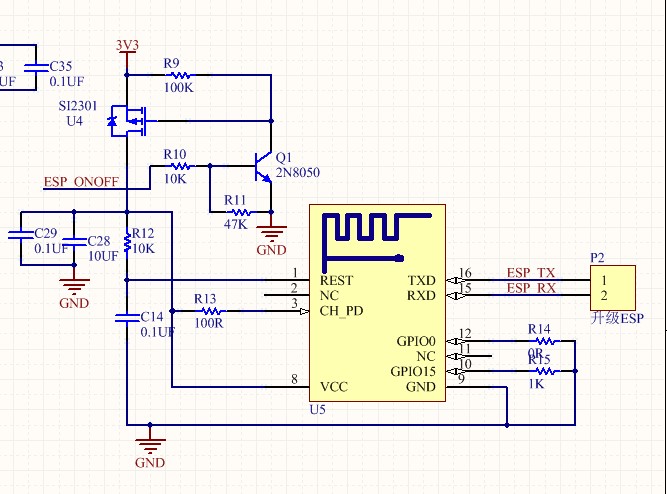 3V3
3
C35
UF
0.1UF
R9
100K
SI2301
U4
R10
10K
Q1
2N8050
ESP_ONOFF
R11
47K
GND
C29
0.1UF
C28
10UF
R12
10K
GND
1
REST
2
NC
3
CH_PD
8
VCC
TXD
16
RXD
15
GPIO0
12
NC
11
GPIO15
10
GND
9
U5
ESP_TX
ESP_RX
P2
1
2
升级ESP
R13
100R
C14
0.1UF
R14
0R
R15
1K
GND